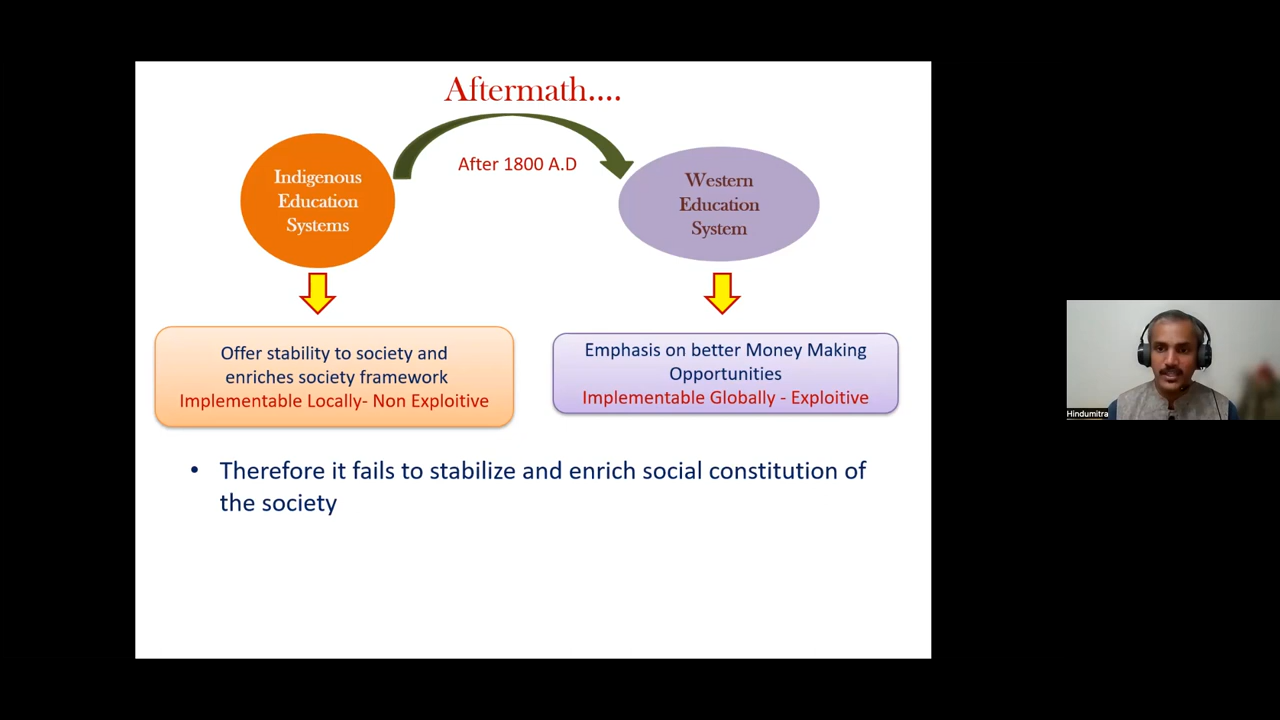 Aftermath....
After 1800 A.D
Indigenous
Education
Systems
Western
Education
System
Offer stability to society and
enriches society framework
Implementable Locally- Non Exploitive
Emphasis on better Money Making
Opportunities
Implementable Globally - Exploitive
• Therefore it fails to stabilize and enrich social constitution of
the society
Hindumitra